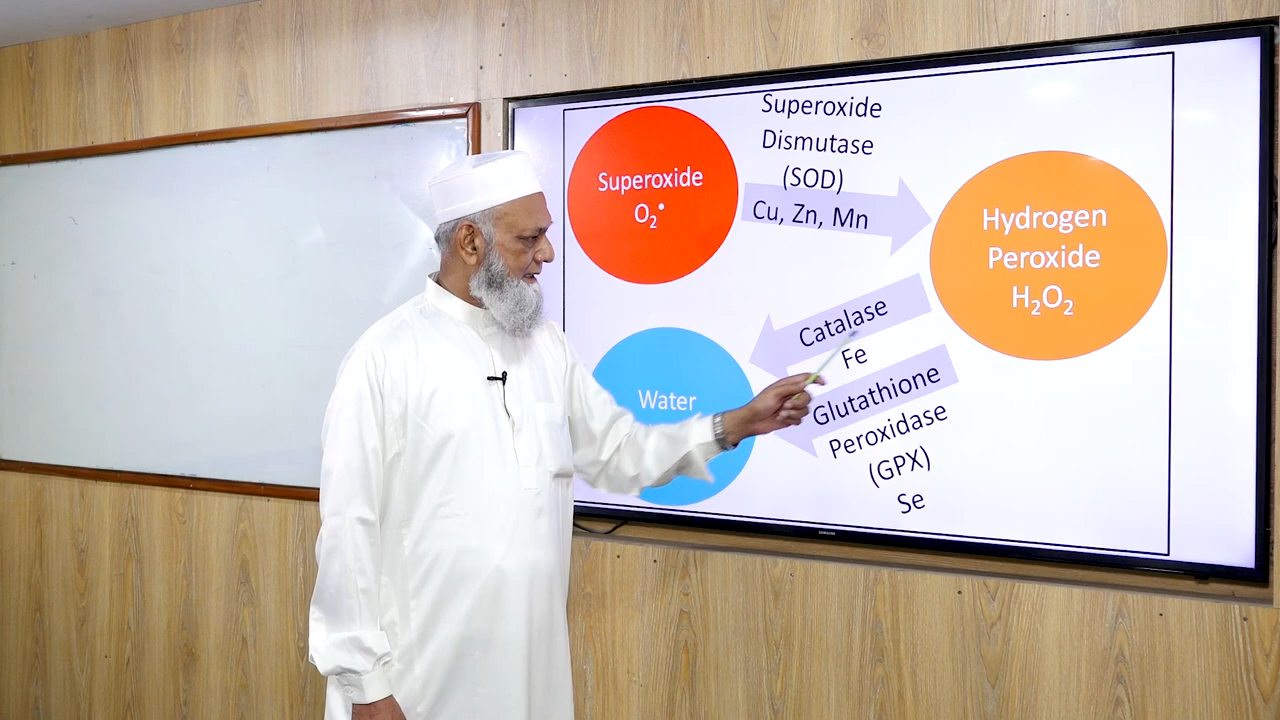 Superoxide
O₂•
Superoxide
Dismutase
(SOD)
Cu, Zn, Mn
Hydrogen
Peroxide
H₂O₂
Catalase
Fe
Glutathione
Peroxidase
(GPX)
Se
Water
SAMSUNG